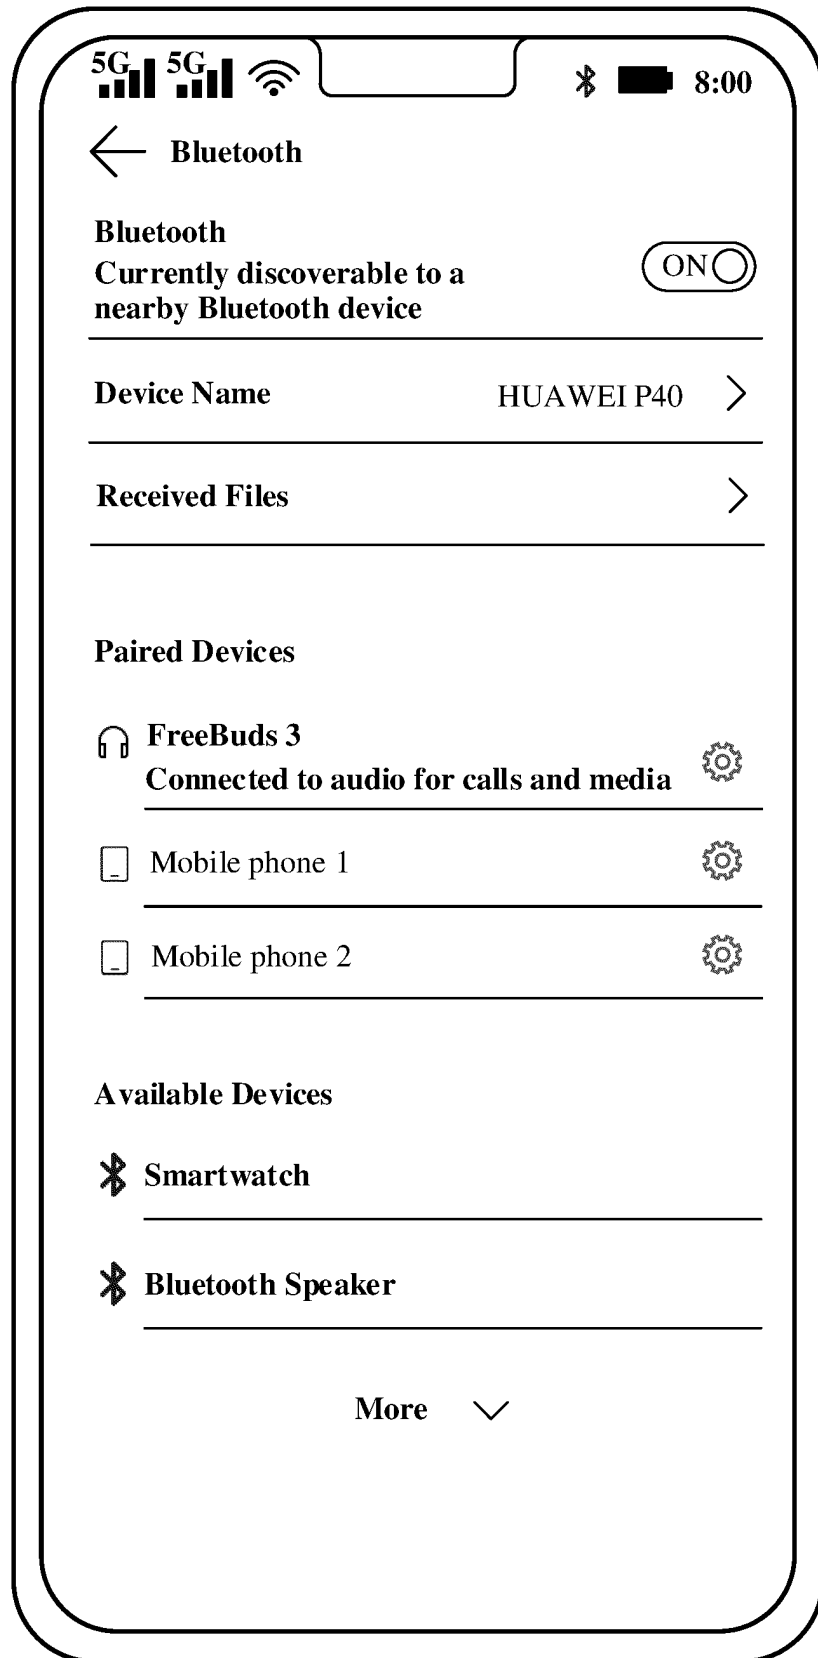 5G 5G 8:00
Bluetooth
Bluetooth
Currently discoverable to a
nearby Bluetooth device
ON
Device Name HUAWEI P40
Received Files
Paired Devices
FreeBuds 3
Connected to audio for calls and media
Mobile phone 1
Mobile phone 2
Available Devices
Smartwatch
Bluetooth Speaker
More